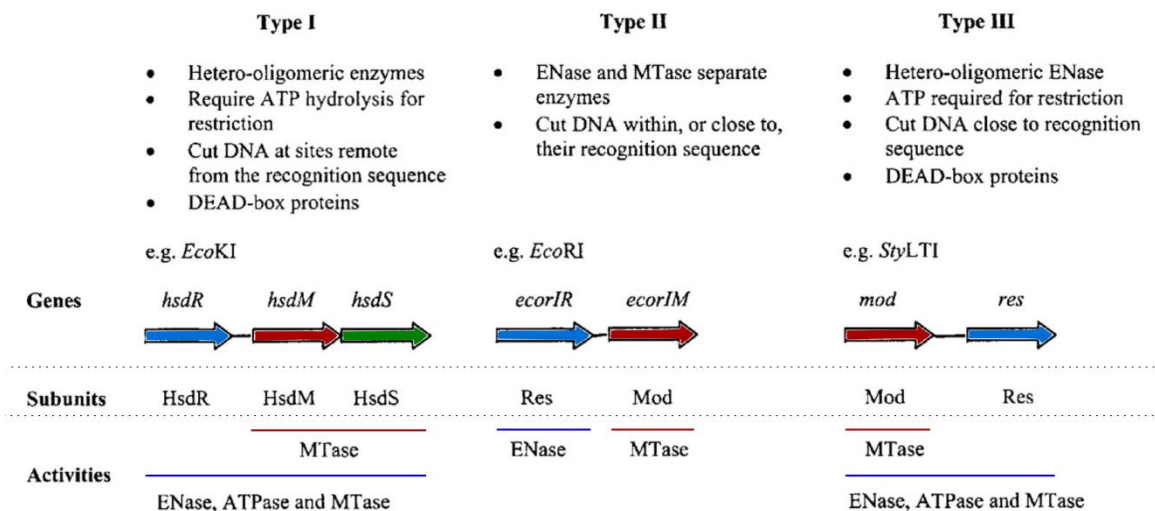 Type I
Type II
Type III
• Hetero-oligomeric enzymes
• Require ATP hydrolysis for
restriction
• Cut DNA at sites remote
from the recognition sequence
• DEAD-box proteins
• ENase and MTase separate
enzymes
• Cut DNA within, or close to,
their recognition sequence
• Hetero-oligomeric ENase
• ATP required for restriction
• Cut DNA close to recognition
sequence
• DEAD-box proteins
e.g. EcoKI
e.g. EcoRI
e.g. StyLTI
Genes
hsdR hsdM hsdS
ecorIR ecorIM
mod res
Subunits
HsdR HsdM HsdS
Res Mod
Mod Res
Activities
MTase
ENase, ATPase and MTase
ENase MTase
MTase
ENase, ATPase and MTase